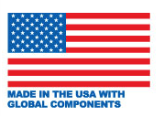 MADE IN THE USA WITH
GLOBAL COMPONENTS